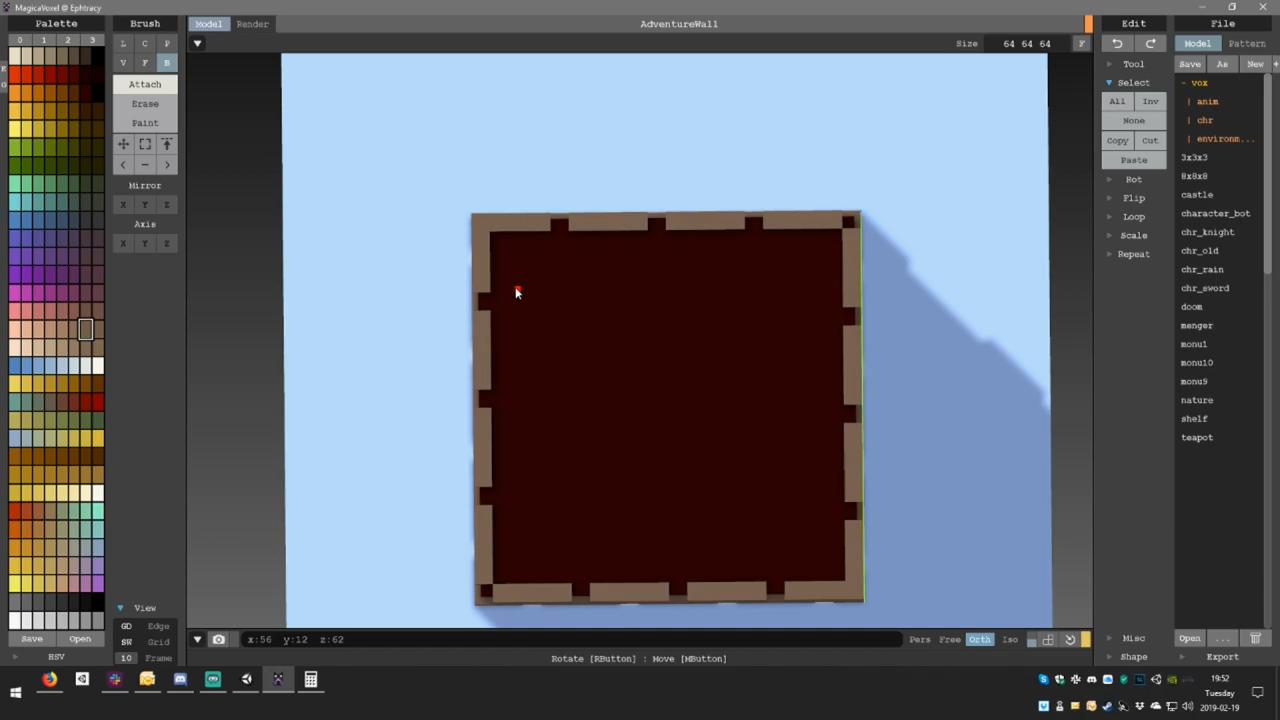 MagicaVoxel @ Ephtracy
Palette
Brush
Model
Render
AdventureWall
Edit
File
0 1 2 3
L C P
V F B
Size 64 64 64 F
Model
Pattern
Tool
Save As New +
Attach
Erase
Paint
Select
All Inv
None
Copy Cut
Paste
- vox
| anim
| chr
| environm...
3x3x3
8x8x8
castle
character_bot
chr_knight
chr_old
chr_rain
chr_sword
doom
menger
monu1
monu10
monu9
nature
shelf
teapot
< - >
Mirror
X Y Z
Axis
X Y Z
Rot
Flip
Loop
Scale
Repeat
View
GD Edge
SW Grid
10 Frame
Save Open
HSV
x:56 y:12 z:62
Pers Free Orth Iso
Rotate [RButton] : Move [MButton]
Misc
Shape
Open ...
Export
19:52
Tuesday
2019-02-19